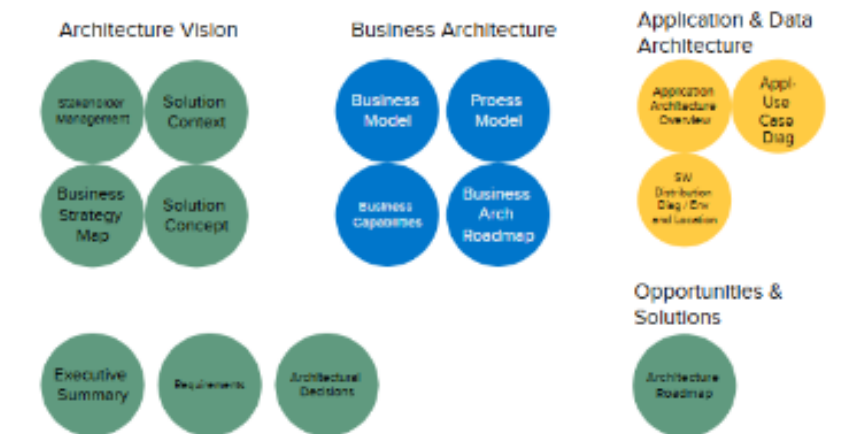 Architecture Vision
Stakeholder
Management
Solution
Context
Business
Strategy
Map
Solution
Concept
Business Architecture
Business
Model
Proess
Model
Business
Capabilities
Business
Arch
Roadmap
Application & Data
Architecture
Application
Architecture
Overview
Appl-
Use
Case
Diag
SW
Distribution
Diag / Env
and Location
Executive
Summary
Requirements
Architectural
Decisions
Opportunities &
Solutions
Architecture
Roadmap